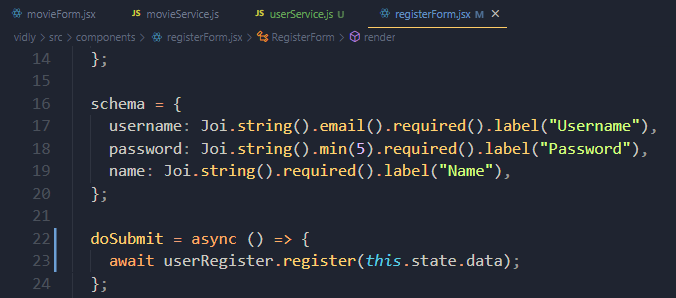 movieForm.jsx JS movieService.js JS userService.js U registerForm.jsx M ×
vidly > src > components > registerForm.jsx > RegisterForm > render
14 };
15
16 schema = {
17 username: Joi.string().email().required().label("Username"),
18 password: Joi.string().min(5).required().label("Password"),
19 name: Joi.string().required().label("Name"),
20 };
21
22 doSubmit = async () => {
23 await userRegister.register(this.state.data);
24 };